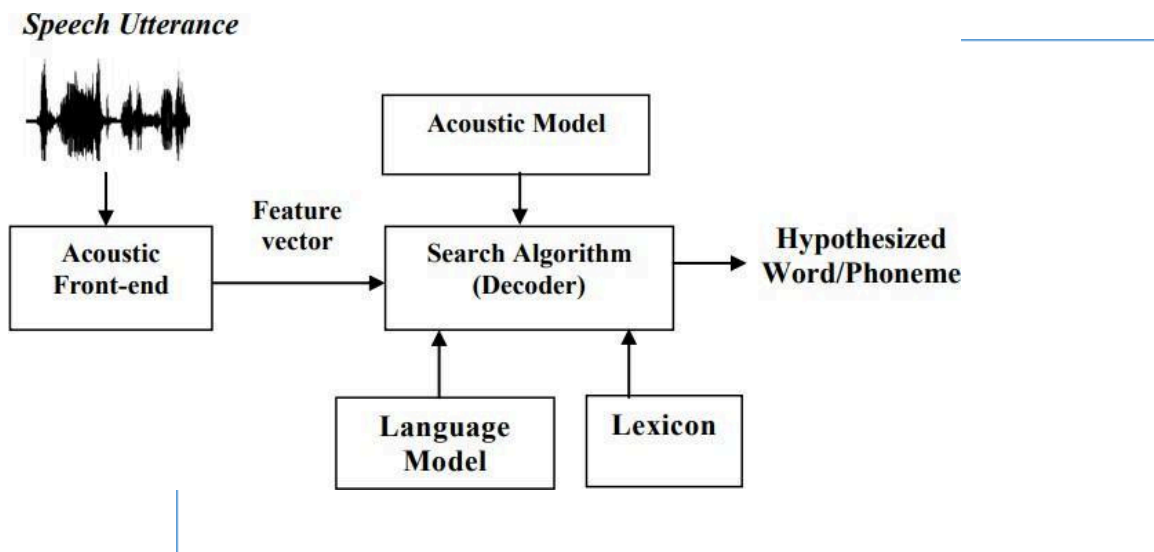 Speech Utterance
Acoustic Model
Feature
vector
Acoustic
Front-end
Search Algorithm
(Decoder)
Hypothesized
Word/Phoneme
Language
Model
Lexicon